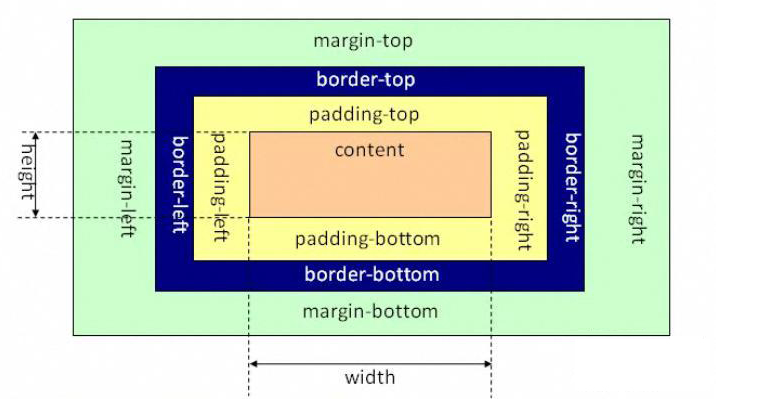 margin-top
border-top
padding-top
content
height
margin-left
border-left
padding-left
padding-right
border-right
margin-right
padding-bottom
border-bottom
margin-bottom
width